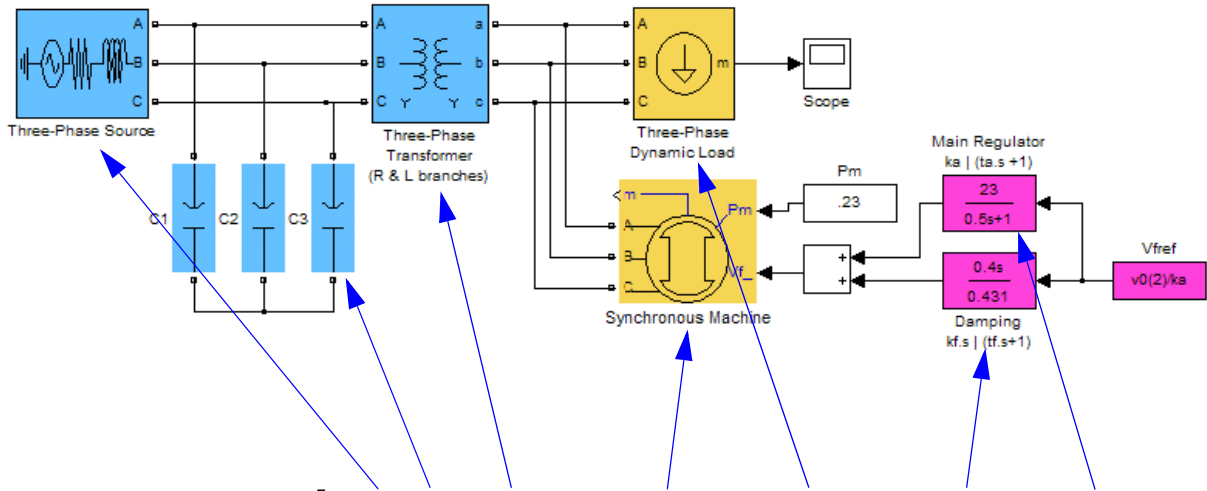 A
B
C
Three-Phase Source
A
B
C
Y
Y
a
b
c
Three-Phase
Transformer
(R & L branches)
A
B
C
m
Three-Phase
Dynamic Load
Scope
C1
C2
C3
m
A
B
C
Pm
Vf_
Synchronous Machine
Pm
.23
+
+
Main Regulator
ka | (ta.s +1)
23
0.5s+1
0.4s
0.431
Damping
kf.s | (tf.s+1)
Vfref
v0(2)/ka